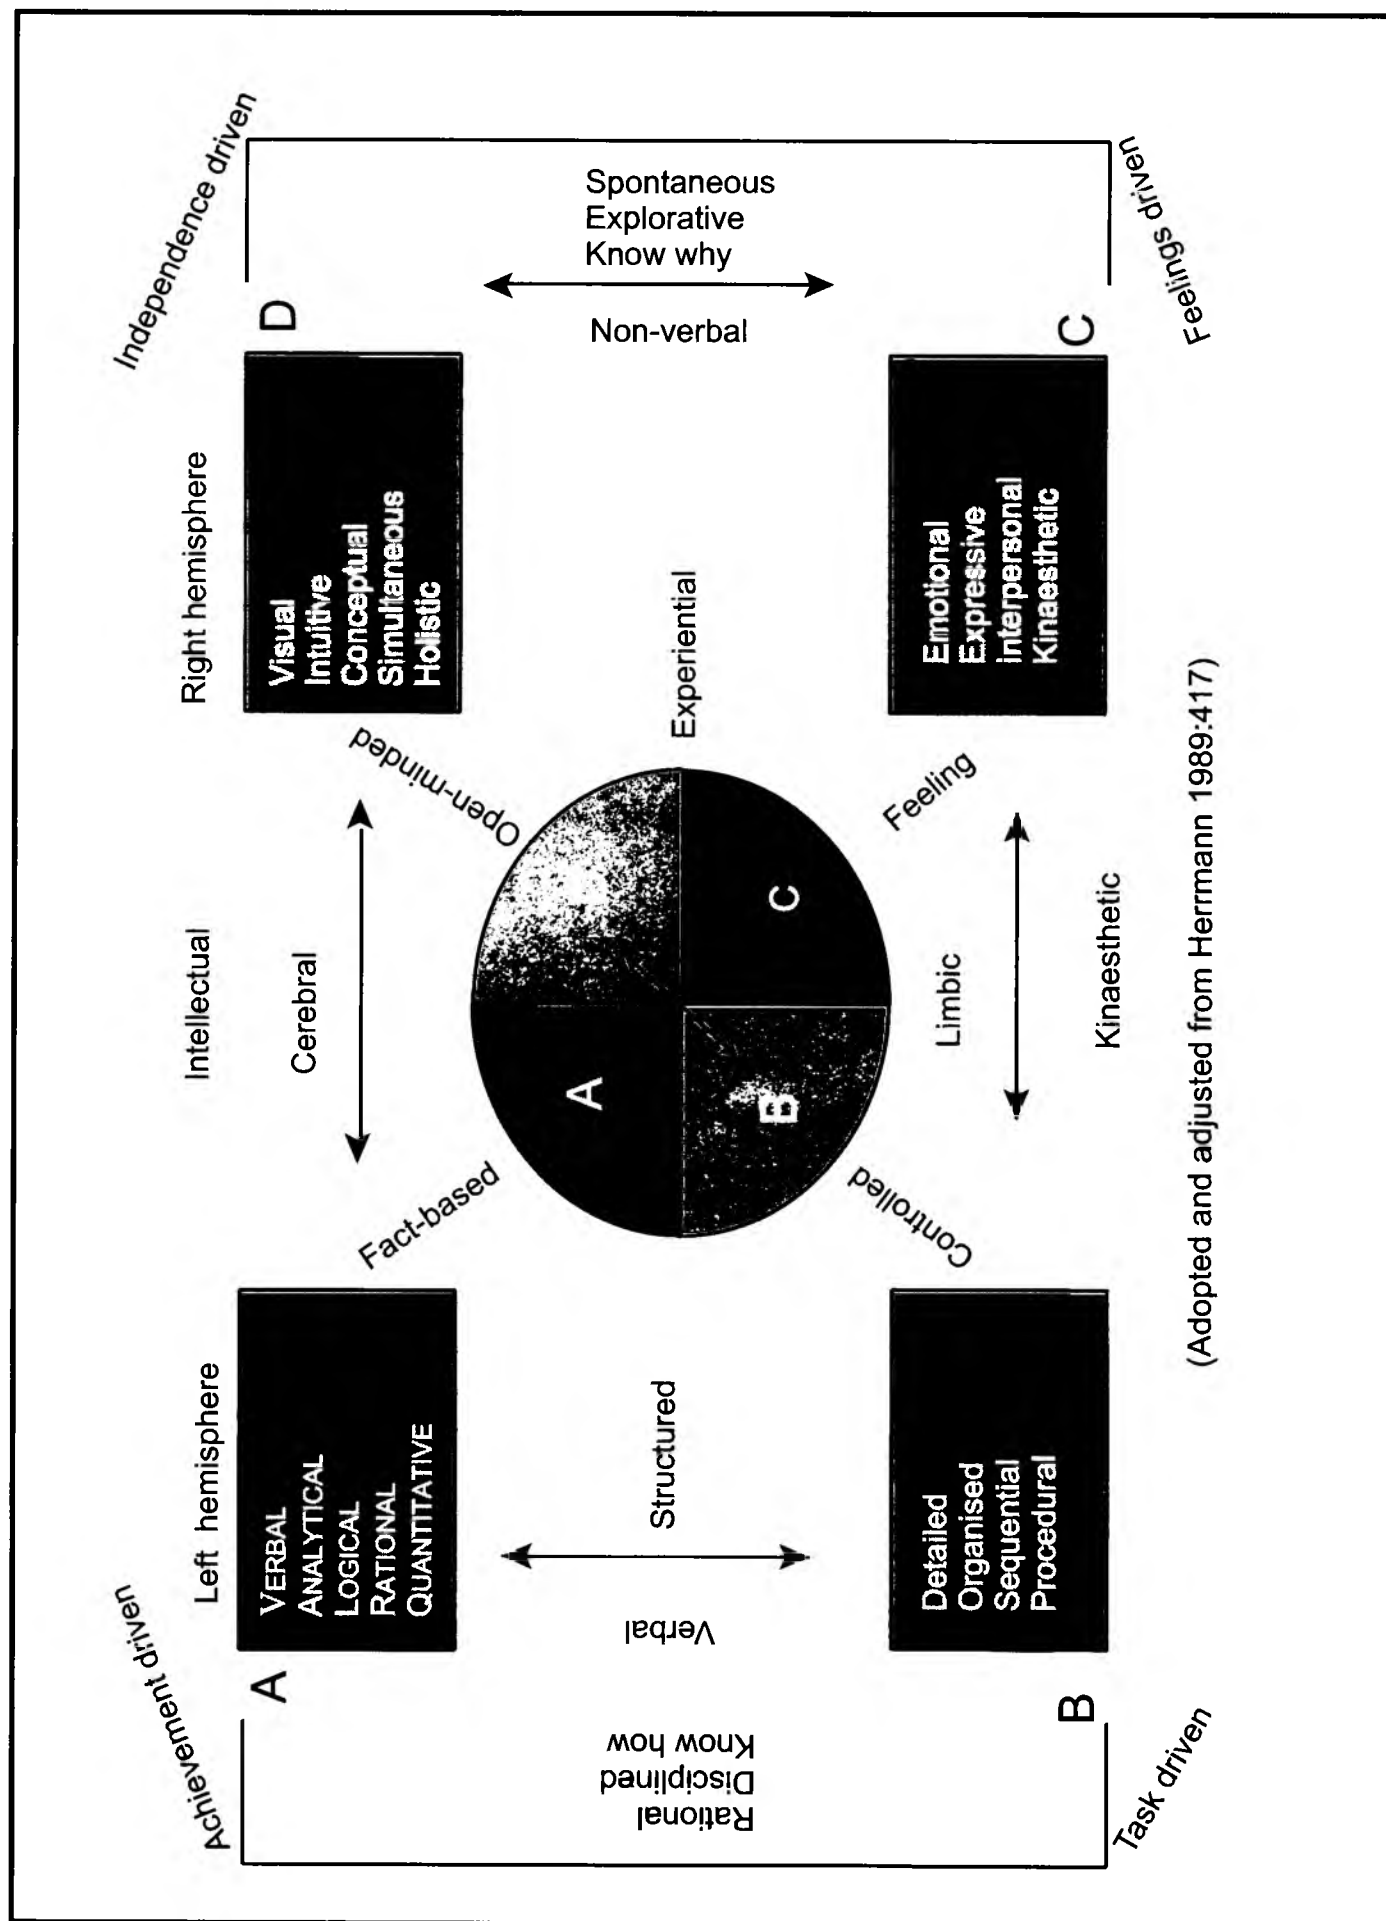 Achievement driven
Left hemisphere
Intellectual
Right hemisphere
Independence driven
A
VERBAL
ANALYTICAL
LOGICAL
RATIONAL
QUANTITATIVE
Cerebral
D
Visual
Intuitive
Conceptual
Simultaneous
Holistic
Fact-based
Open-minded
Rational
Disciplined
Know how
Verbal
Structured
A
B
C
Experiential
Non-verbal
Spontaneous
Explorative
Know why
Controlled
Feeling
B
Detailed
Organised
Sequential
Procedural
Limbic
Kinaesthetic
C
Emotional
Expressive
interpersonal
Kinaesthetic
Task driven
Feelings driven
(Adopted and adjusted from Herrmann 1989:417)